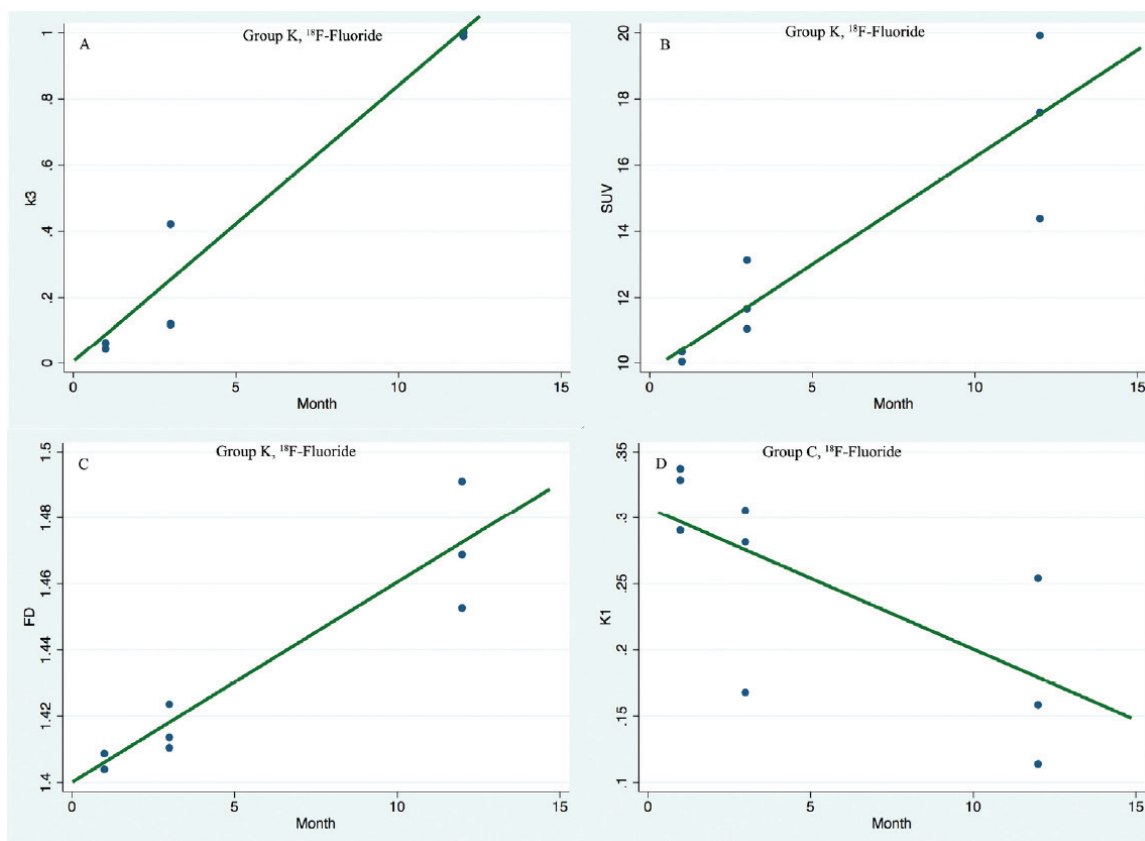 A
Group K, ¹⁸F-Fluoride
k3
1
.8
.6
.4
.2
0
0 5 10 15
Month
B
Group K, ¹⁸F-Fluoride
SUV
20
18
16
14
12
10
0 5 10 15
Month
C
Group K, ¹⁸F-Fluoride
FD
1.5
1.48
1.46
1.44
1.42
1.4
0 5 10 15
Month
D
Group C, ¹⁸F-Fluoride
K1
.35
.3
.25
.2
.15
.1
0 5 10 15
Month